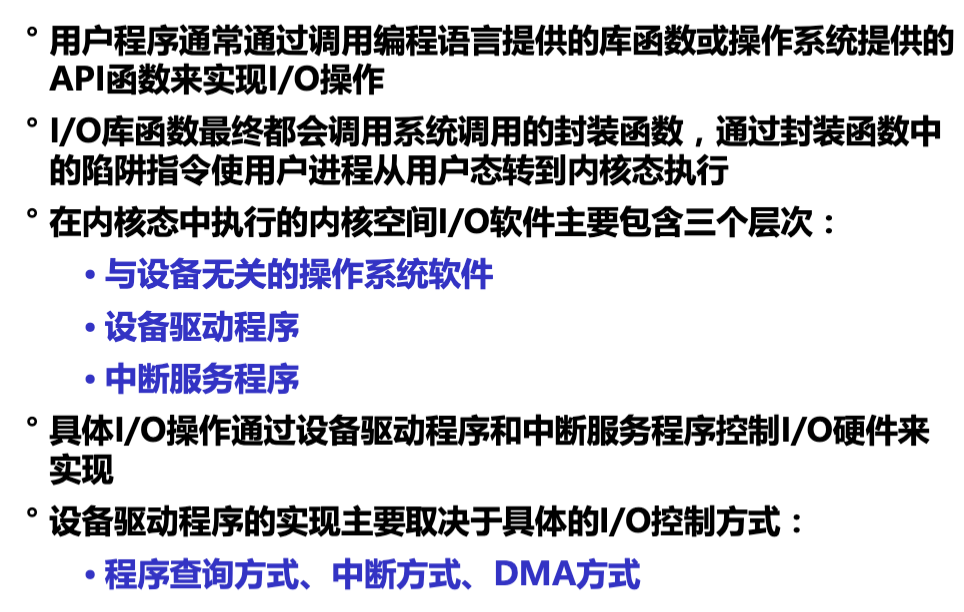 ° 用户程序通常通过调用编程语言提供的库函数或操作系统提供的
API函数来实现I/O操作
° I/O库函数最终都会调用系统调用的封装函数，通过封装函数中
的陷阱指令使用户进程从用户态转到内核态执行
° 在内核态中执行的内核空间I/O软件主要包含三个层次：
• 与设备无关的操作系统软件
• 设备驱动程序
• 中断服务程序
° 具体I/O操作通过设备驱动程序和中断服务程序控制I/O硬件来
实现
° 设备驱动程序的实现主要取决于具体的I/O控制方式：
• 程序查询方式、中断方式、DMA方式